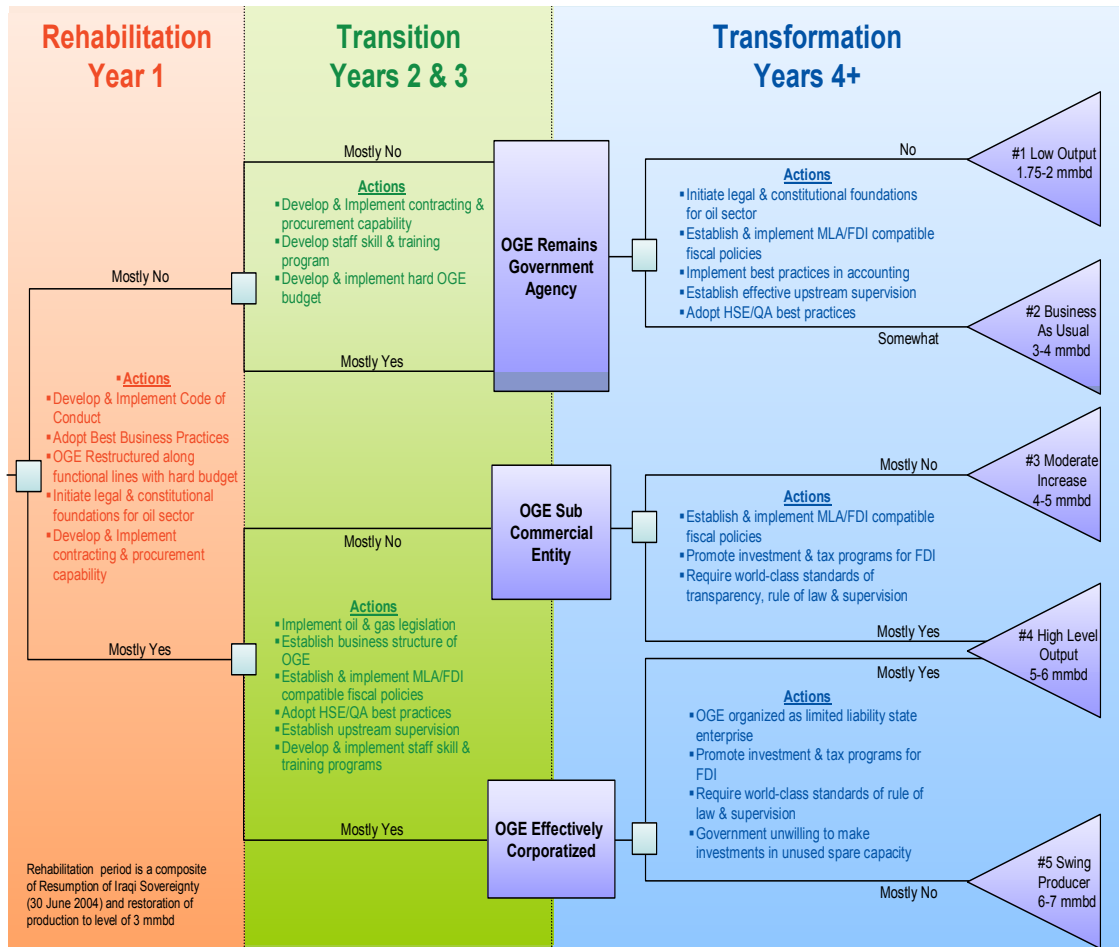 Rehabilitation
Year 1
Transition
Years 2 & 3
Transformation
Years 4+
Mostly No
▪Actions
▪Develop & Implement Code of
Conduct
▪Adopt Best Business Practices
▪OGE Restructured along
functional lines with hard budget
▪Initiate legal & constitutional
foundations for oil sector
▪Develop & Implement
contracting & procurement
capability
Mostly Yes
Rehabilitation period is a composite
of Resumption of Iraqi Sovereignty
(30 June 2004) and restoration of
production to level of 3 mmbd
Mostly No
Actions
▪Develop & Implement contracting &
procurement capability
▪Develop staff skill & training
program
▪Develop & implement hard OGE
budget
Mostly Yes
Mostly No
Actions
▪Implement oil & gas legislation
▪Establish business structure of
OGE
▪Establish & implement MLA/FDI
compatible fiscal policies
▪Adopt HSE/QA best practices
▪Establish upstream supervision
▪Develop & implement staff skill &
training programs
Mostly Yes
OGE Remains
Government
Agency
OGE Sub
Commercial
Entity
OGE Effectively
Corporatized
No
Actions
▪Initiate legal & constitutional foundations
for oil sector
▪Establish & implement MLA/FDI compatible
fiscal policies
▪Implement best practices in accounting
▪Establish effective upstream supervision
▪Adopt HSE/QA best practices
Somewhat
Mostly No
Actions
▪Establish & implement MLA/FDI compatible
fiscal policies
▪Promote investment & tax programs for FDI
▪Require world-class standards of
transparency, rule of law & supervision
Mostly Yes
Mostly Yes
Actions
▪OGE organized as limited liability state
enterprise
▪Promote investment & tax programs for
FDI
▪Require world-class standards of rule of
law & supervision
▪Government unwilling to make
investments in unused spare capacity
Mostly No
#1 Low Output
1.75-2 mmbd
#2 Business
As Usual
3-4 mmbd
#3 Moderate
Increase
4-5 mmbd
#4 High Level
Output
5-6 mmbd
#5 Swing
Producer
6-7 mmbd